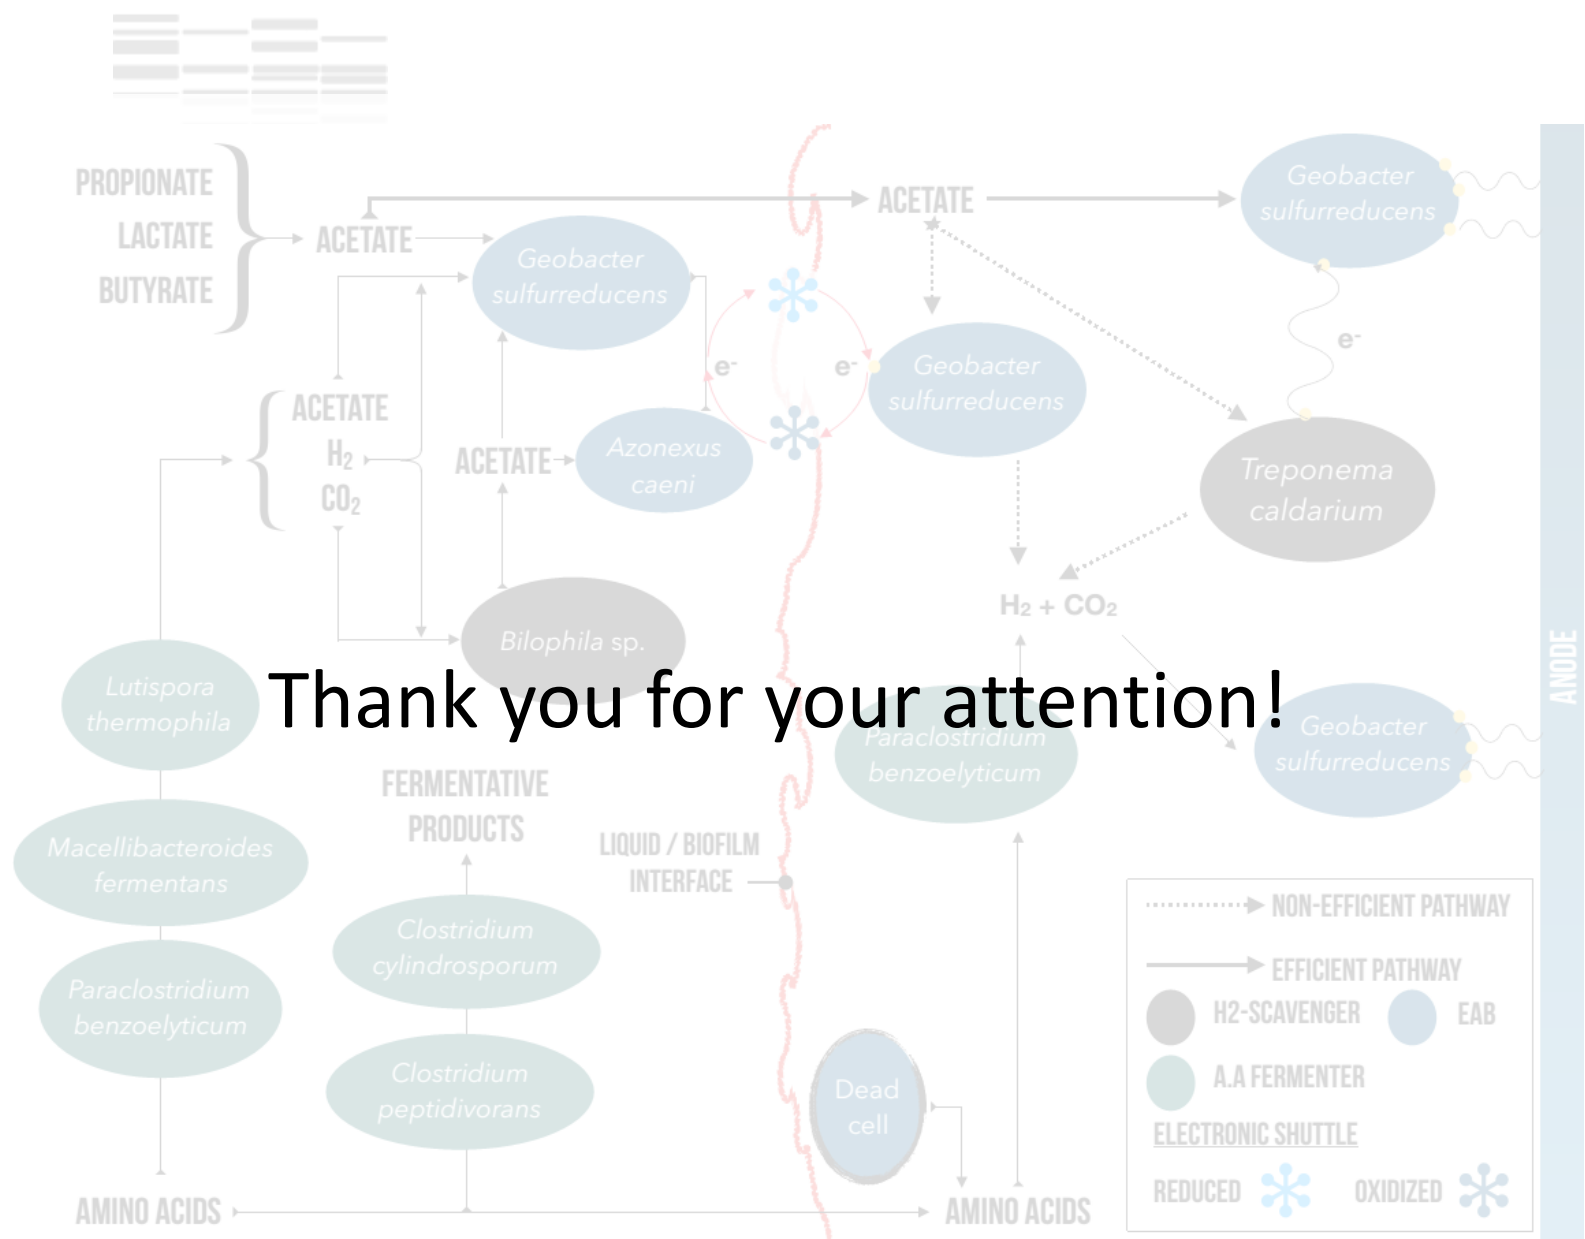 PROPIONATE
LACTATE
BUTYRATE
ACETATE
Geobacter
sulfurreducens
ACETATE
Geobacter
sulfurreducens
e-
e-
e-
Geobacter
sulfurreducens
ACETATE
H2
CO2
ACETATE
Azonexus
caeni
Treponema
caldarium
H2 + CO2
Bilophila sp.
Lutispora
thermophila
Thank you for your attention!
Paraclostridium
benzoelyticum
Geobacter
sulfurreducens
ANODE
FERMENTATIVE
PRODUCTS
LIQUID / BIOFILM
INTERFACE
Macellibacteroides
fermentans
Clostridium
cylindrosporum
Paraclostridium
benzoelyticum
Clostridium
peptidivorans
Dead
cell
AMINO ACIDS
AMINO ACIDS
NON-EFFICIENT PATHWAY
EFFICIENT PATHWAY
H2-SCAVENGER
EAB
A.A FERMENTER
ELECTRONIC SHUTTLE
REDUCED
OXIDIZED